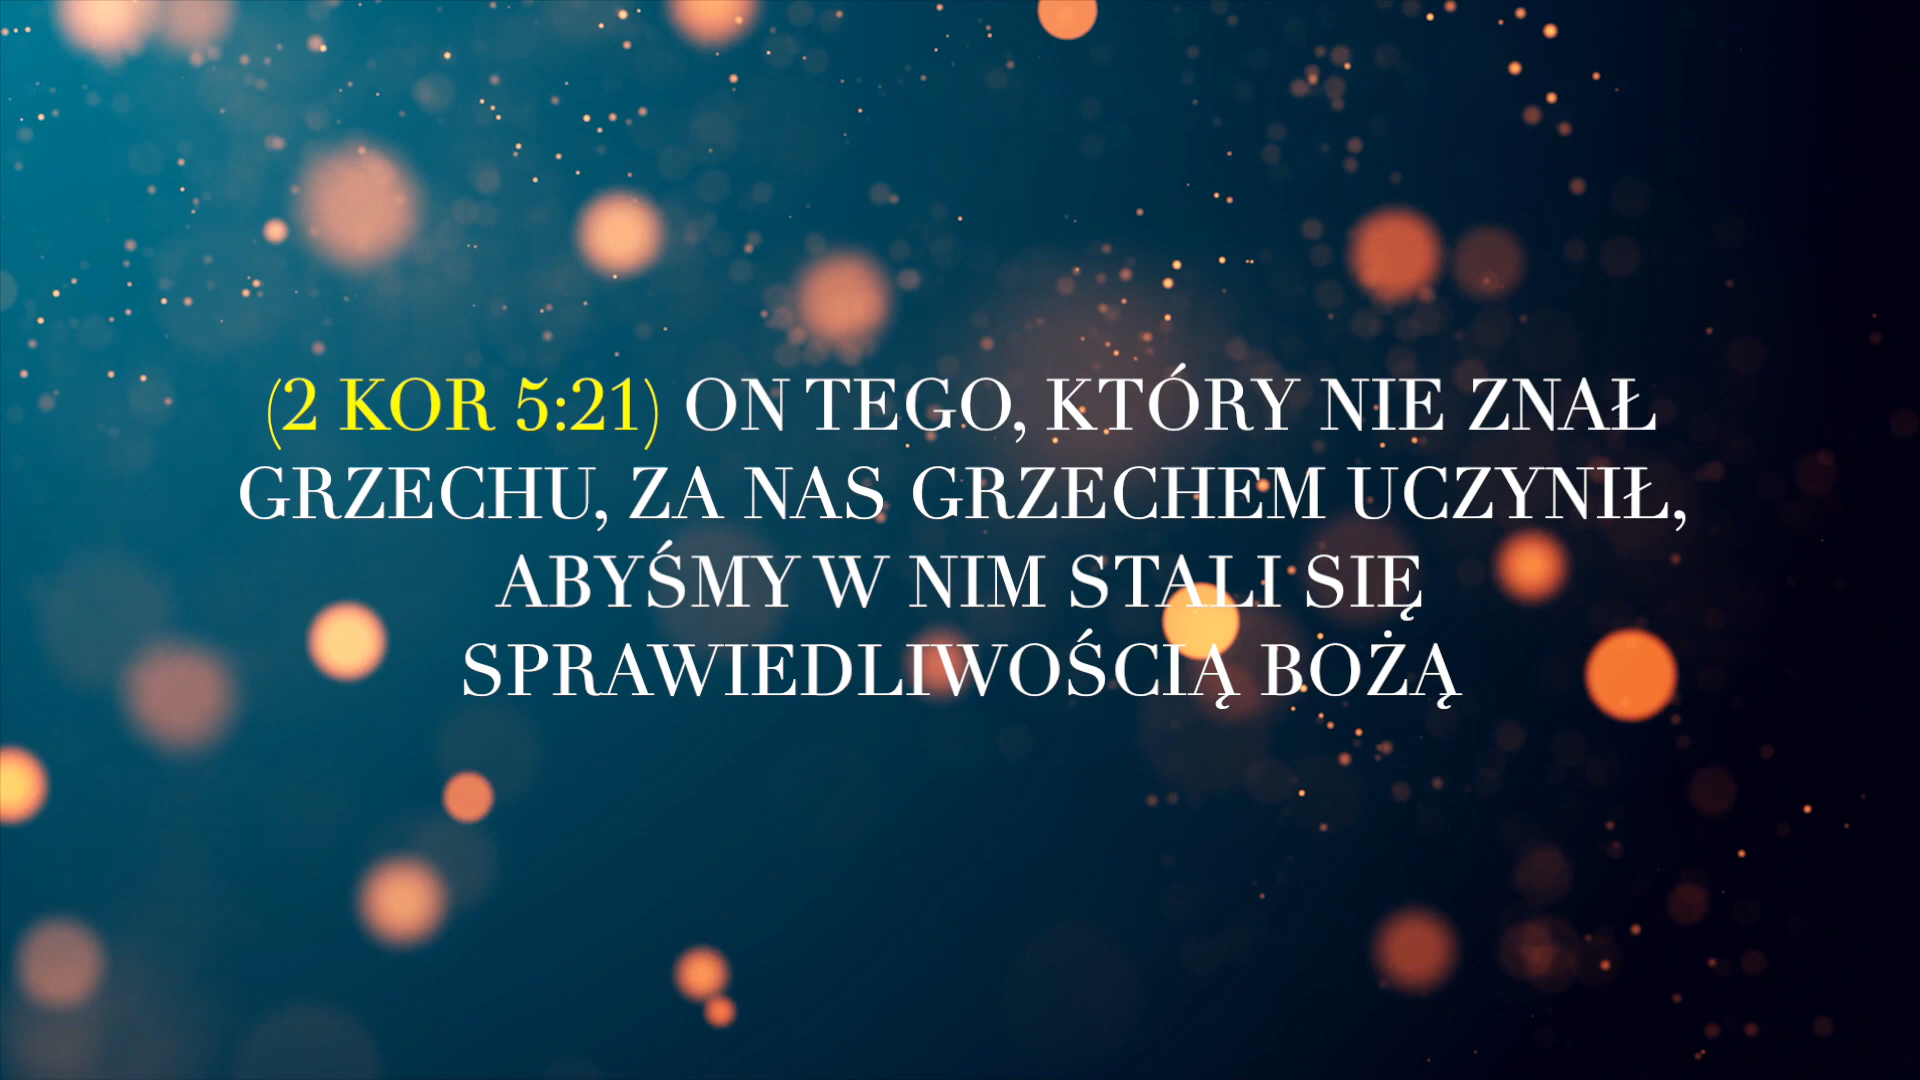 (2 KOR 5:21) ON TEGO, KTÓRY NIE ZNAŁ
GRZECHU, ZA NAS GRZECHEM UCZYNIŁ,
ABYŚMY W NIM STALI SIĘ
SPRAWIEDLIWOŚCIĄ BOŻĄ